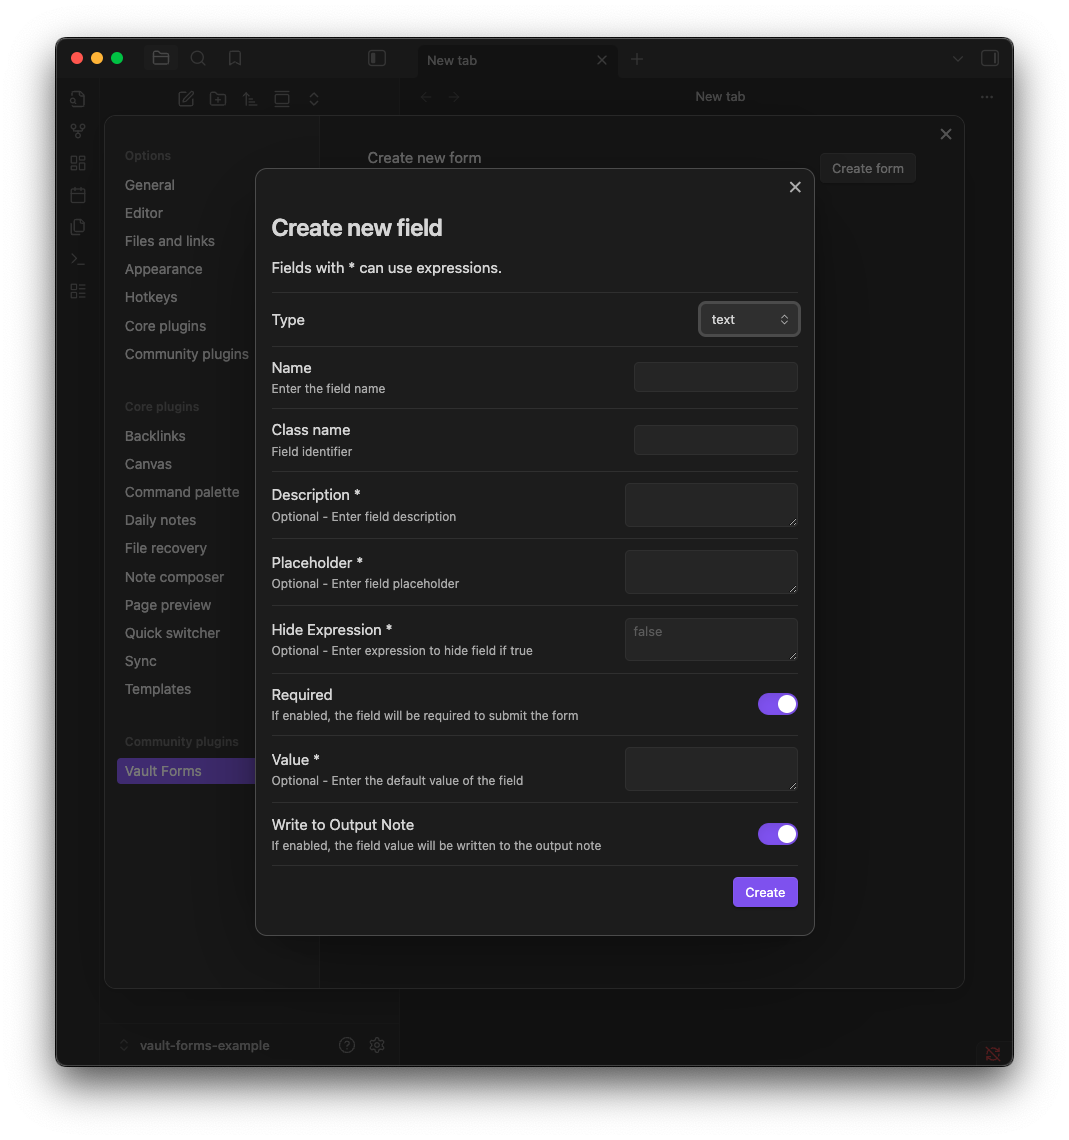 New tab
New tab
Options
General
Editor
Files and links
Appearance
Hotkeys
Core plugins
Community plugins
Core plugins
Backlinks
Canvas
Command palette
Daily notes
File recovery
Note composer
Page preview
Quick switcher
Sync
Templates
Community plugins
Vault Forms
Create new form
Create form
Create new field
Fields with * can use expressions.
Type
text
Name
Enter the field name
Class name
Field identifier
Description *
Optional - Enter field description
Placeholder *
Optional - Enter field placeholder
Hide Expression *
Optional - Enter expression to hide field if true
false
Required
If enabled, the field will be required to submit the form
Value *
Optional - Enter the default value of the field
Write to Output Note
If enabled, the field value will be written to the output note
Create
vault-forms-example